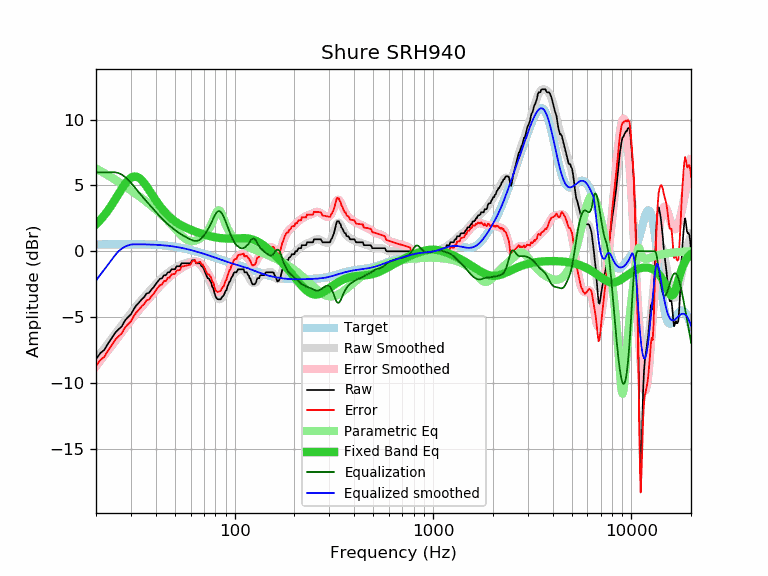 Shure SRH940
Amplitude (dBr)
10
5
0
−5
−10
−15
Target
Raw Smoothed
Error Smoothed
Raw
Error
Parametric Eq
Fixed Band Eq
Equalization
Equalized smoothed
100
1000
10000
Frequency (Hz)